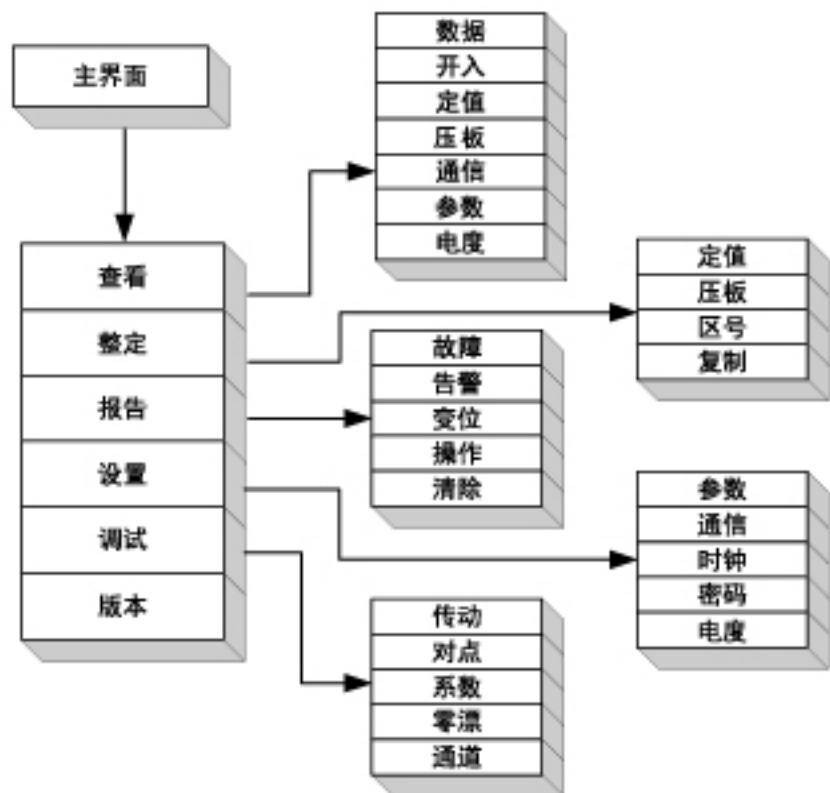 主界面
查看
整定
报告
设置
调试
版本
数据
开入
定值
压板
通信
参数
电度
定值
压板
区号
复制
故障
告警
变位
操作
清除
参数
通信
时钟
密码
电度
传动
对点
系数
零漂
通道